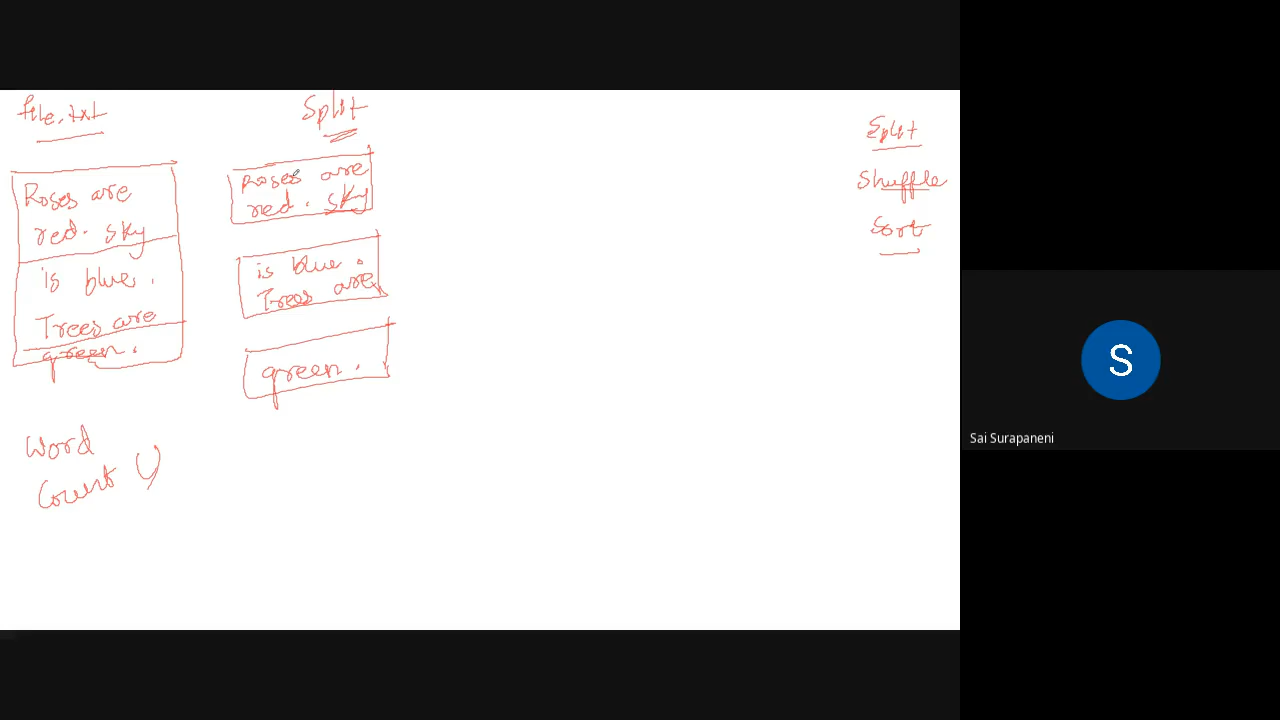 file.txt
Roses are
red. sky
is blue.
Trees are
green.
Word
Count ()
Split
Roses are
red. sky
is blue.
Trees are
green.
Split
Shuffle
Sort
S
Sai Surapaneni